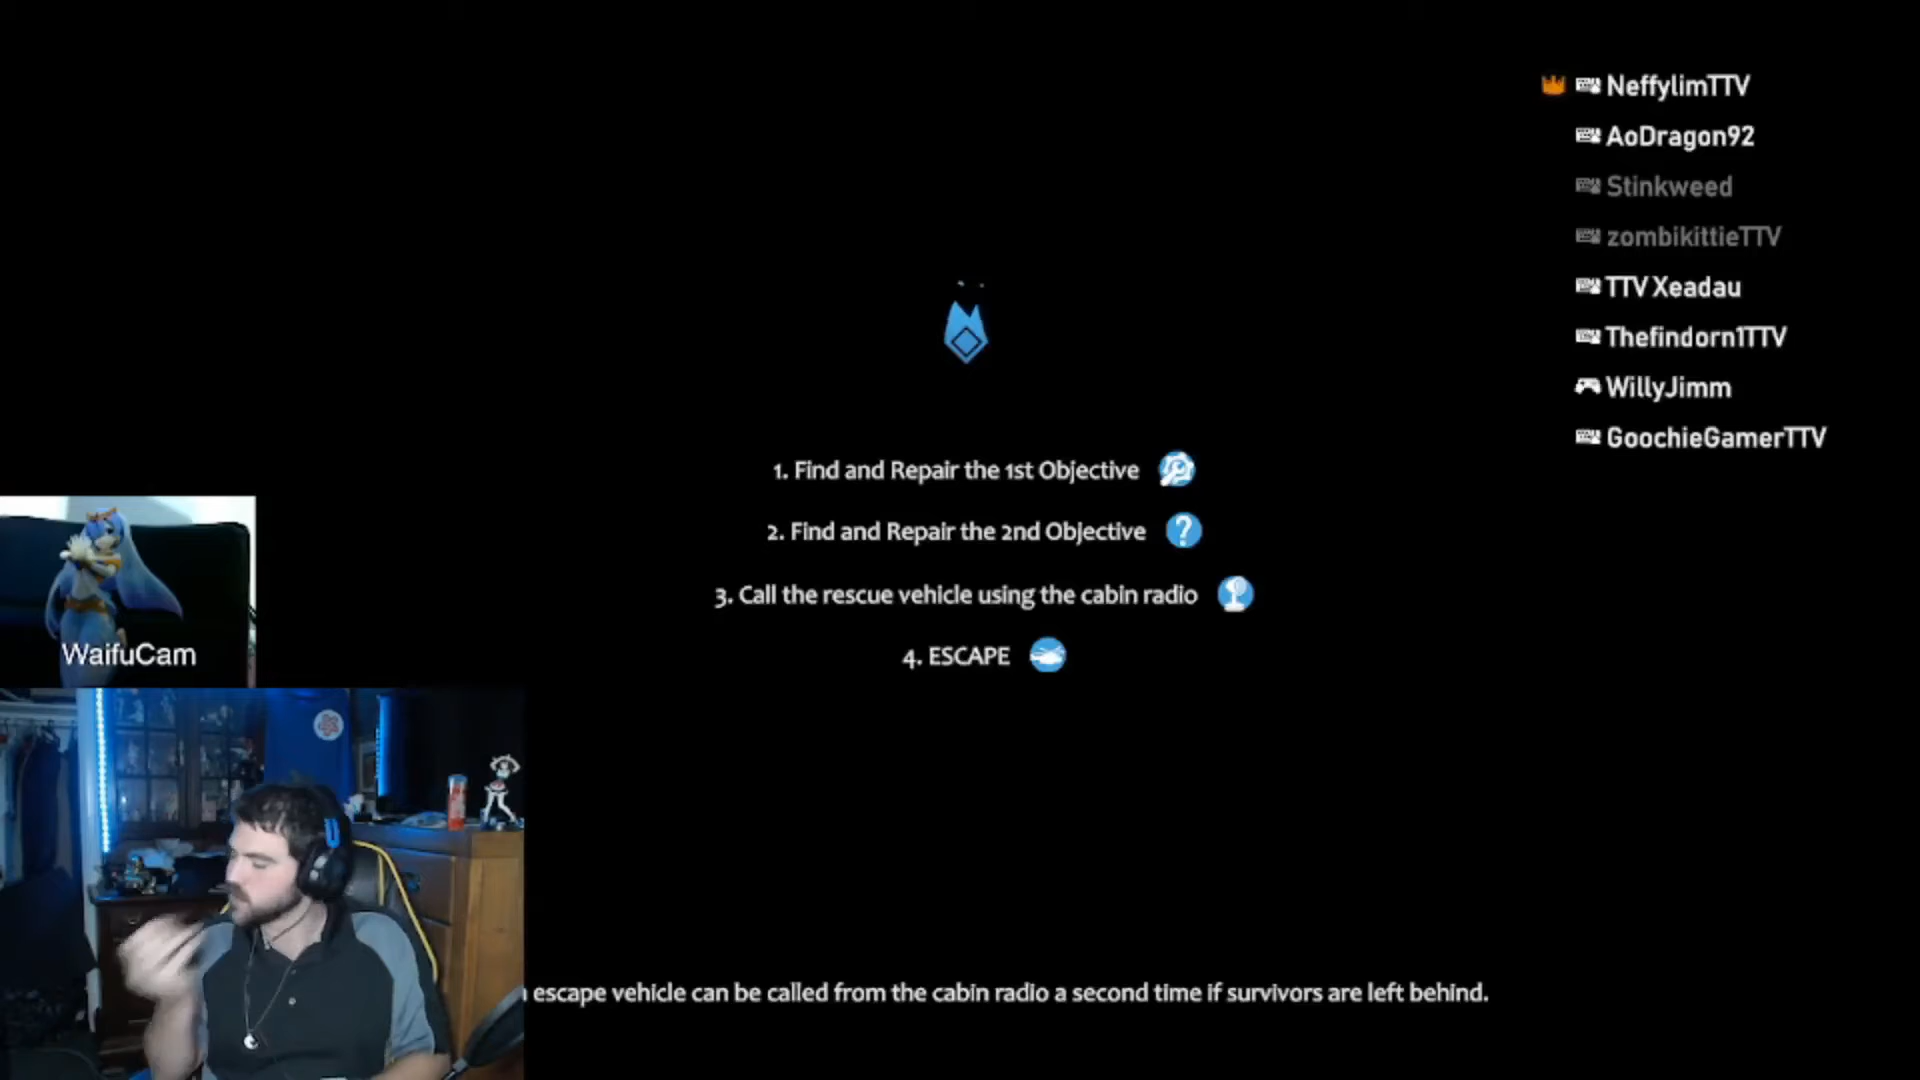 NeffylimTTV
AoDragon92
Stinkweed
zombikittieTTV
TTV Xeadau
Thefindorn1TTV
WillyJimm
GoochieGamerTTV
1. Find and Repair the 1st Objective
2. Find and Repair the 2nd Objective
?
3. Call the rescue vehicle using the cabin radio
4. ESCAPE
WaifuCam
escape vehicle can be called from the cabin radio a second time if survivors are left behind.